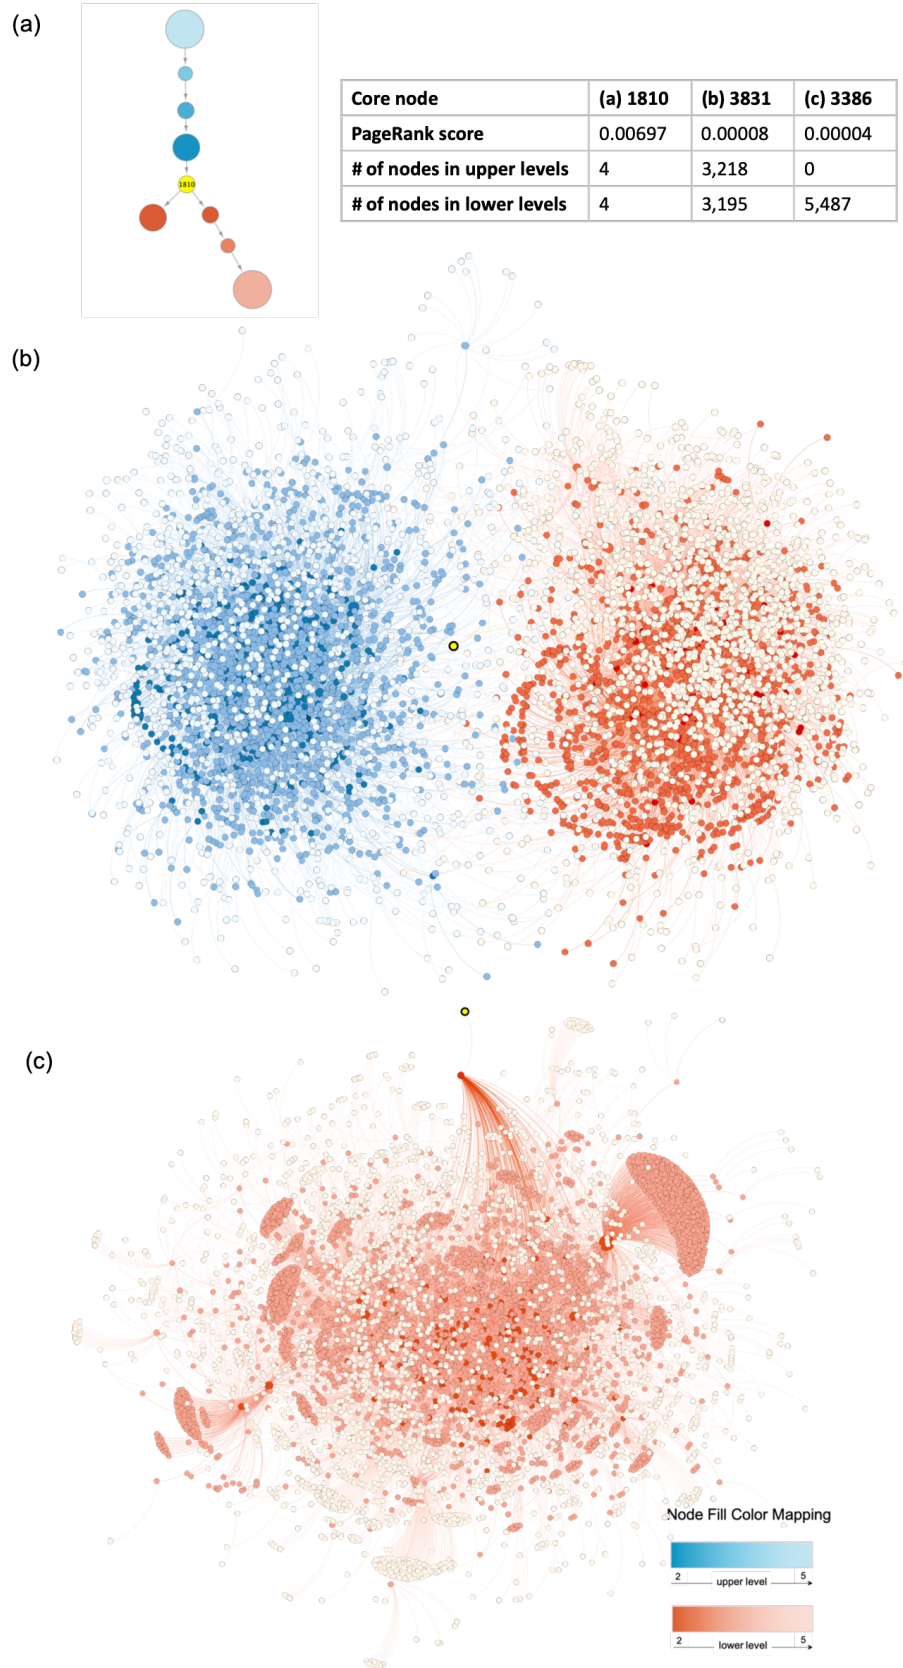 (a)
1810
Core node (a) 1810 (b) 3831 (c) 3386
PageRank score 0.00697 0.00008 0.00004
# of nodes in upper levels 4 3,218 0
# of nodes in lower levels 4 3,195 5,487
(b)
(c)
Node Fill Color Mapping
2 5
upper level
2 5
lower level